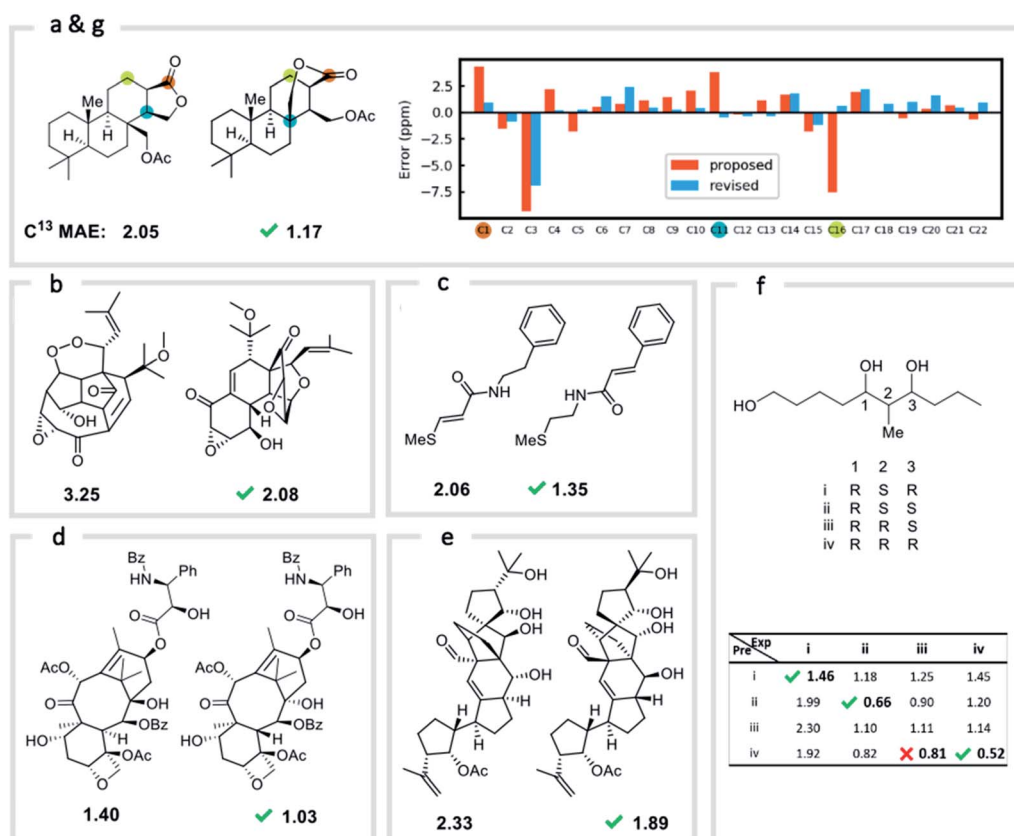 a & g
O
O
Me
H
H
OAc
C¹³ MAE: 2.05
O
O
Me
H
H
OAc
✓ 1.17
Error (ppm)
2.5
0.0
−2.5
−5.0
−7.5
proposed
revised
C1 C2 C3 C4 C5 C6 C7 C8 C9 C10 C11 C12 C13 C14 C15 C16 C17 C18 C19 C20 C21 C22
b
O
O
O
O
OH
O
O
3.25
O
O
O
O
O
H
O
OH
✓ 2.08
c
O
N
H
MeS
2.06
H
N
O
MeS
✓ 1.35
d
Bz
HN
Ph
O
OH
O
AcO
O
OH
OBz
HO
H
OAc
O
1.40
Bz
HN
Ph
O
OH
O
AcO
O
OH
OBz
HO
H
OAc
O
✓ 1.03
e
OH
OH
OH
O
OH
H
H
H
OAc
2.33
OH
OH
OH
O
OH
H
H
H
OAc
✓ 1.89
f
OH OH
HO
1 2 3
Me
1 2 3
i R S R
ii R S S
iii R R S
iv R R R
Pre Exp i ii iii iv
i ✓ 1.46 1.18 1.25 1.45
ii 1.99 ✓ 0.66 0.90 1.20
iii 2.30 1.10 1.11 1.14
iv 1.92 0.82 ✗ 0.81 ✓ 0.52